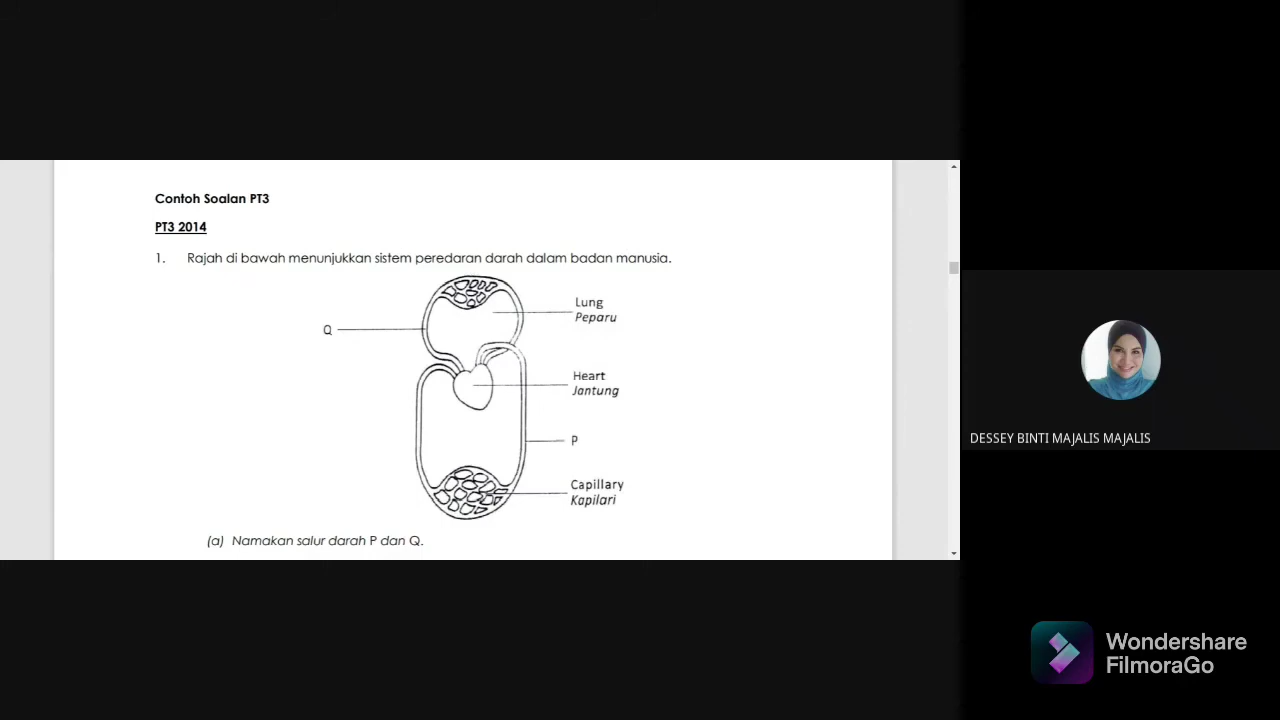 Contoh Soalan PT3
PT3 2014
1. Rajah di bawah menunjukkan sistem peredaran darah dalam badan manusia.
Lung
Peparu
Q
Heart
Jantung
P
Capillary
Kapilari
(a) Namakan salur darah P dan Q.
DESSEY BINTI MAJALIS MAJALIS
Wondershare
FilmoraGo